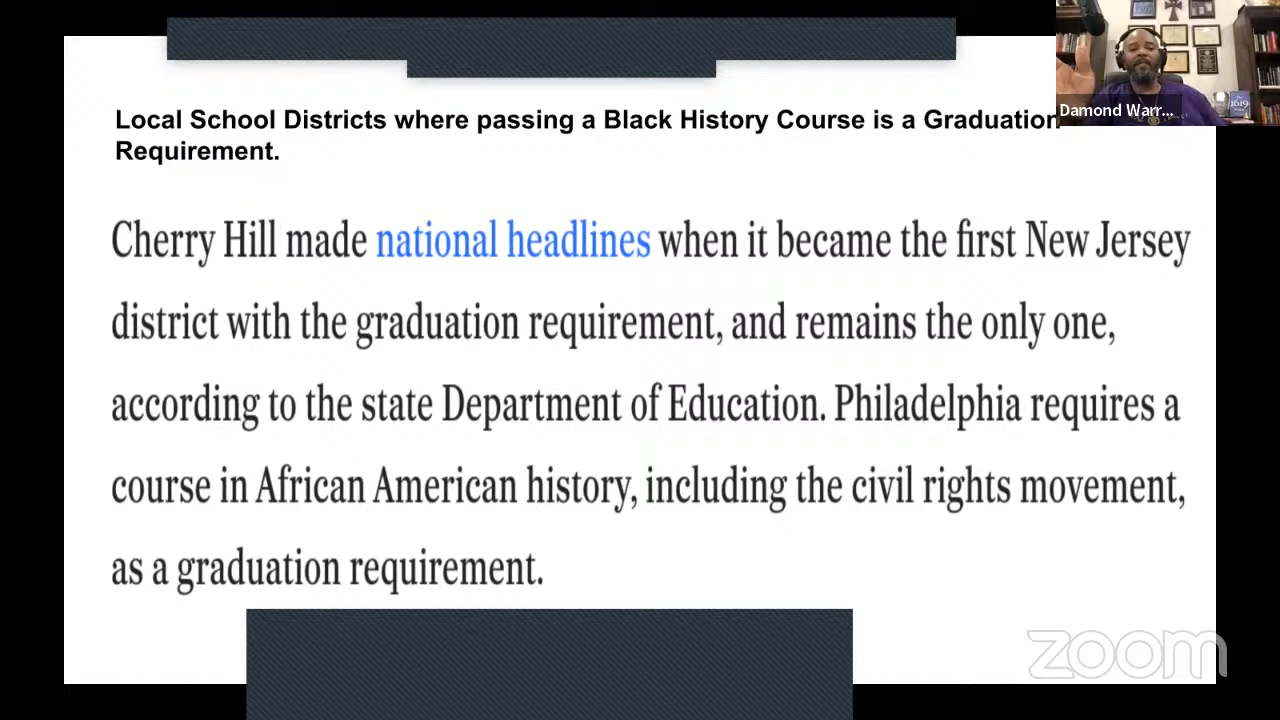 Local School Districts where passing a Black History Course is a Graduation
Requirement.
Damond Warr...
1619
Cherry Hill made national headlines when it became the first New Jersey
district with the graduation requirement, and remains the only one,
according to the state Department of Education. Philadelphia requires a
course in African American history, including the civil rights movement,
as a graduation requirement.
zoom